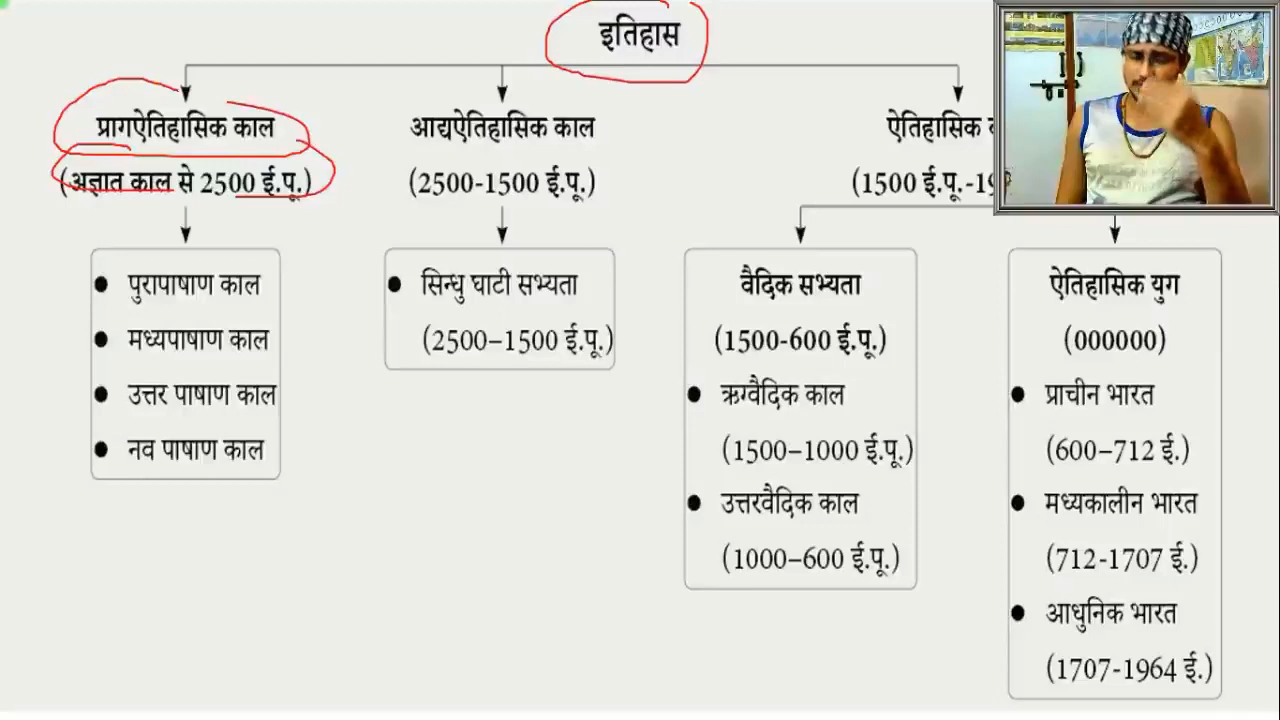 इतिहास
प्रागऐतिहासिक काल
(अज्ञात काल से 2500 ई.पू.)
• पुरापाषाण काल
• मध्यपाषाण काल
• उत्तर पाषाण काल
• नव पाषाण काल
आद्यऐतिहासिक काल
(2500-1500 ई.पू.)
• सिन्धु घाटी सभ्यता
(2500–1500 ई.पू.)
ऐतिहासिक
(1500 ई.पू.-19
वैदिक सभ्यता
(1500-600 ई.पू.)
• ऋग्वैदिक काल
(1500–1000 ई.पू.)
• उत्तरवैदिक काल
(1000–600 ई.पू.)
ऐतिहासिक युग
(000000)
• प्राचीन भारत
(600–712 ई.)
• मध्यकालीन भारत
(712-1707 ई.)
• आधुनिक भारत
(1707-1964 ई.)